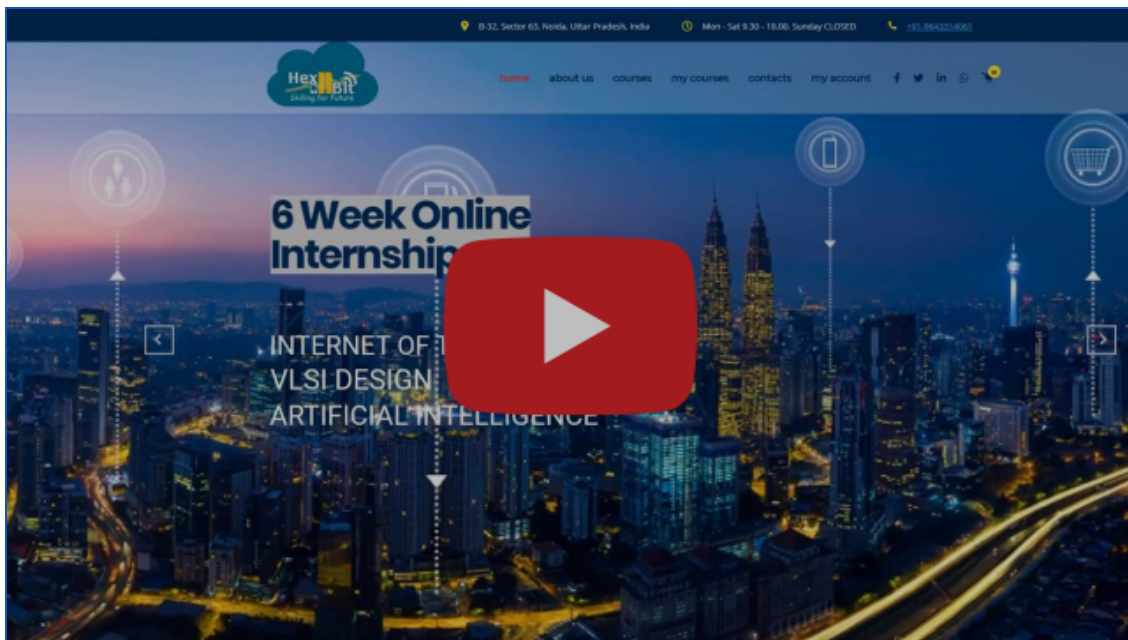 B-32, Sector 63, Noida, Uttar Pradesh, India
Mon - Sat 9.30 - 18.00. Sunday CLOSED
+91-9643314061
Hex
Bit
Skilling for Future
home about us courses my courses contacts my account
6 Week Online
Internship
INTERNET OF
VLSI DESIGN
ARTIFICIAL INTELLIGENCE